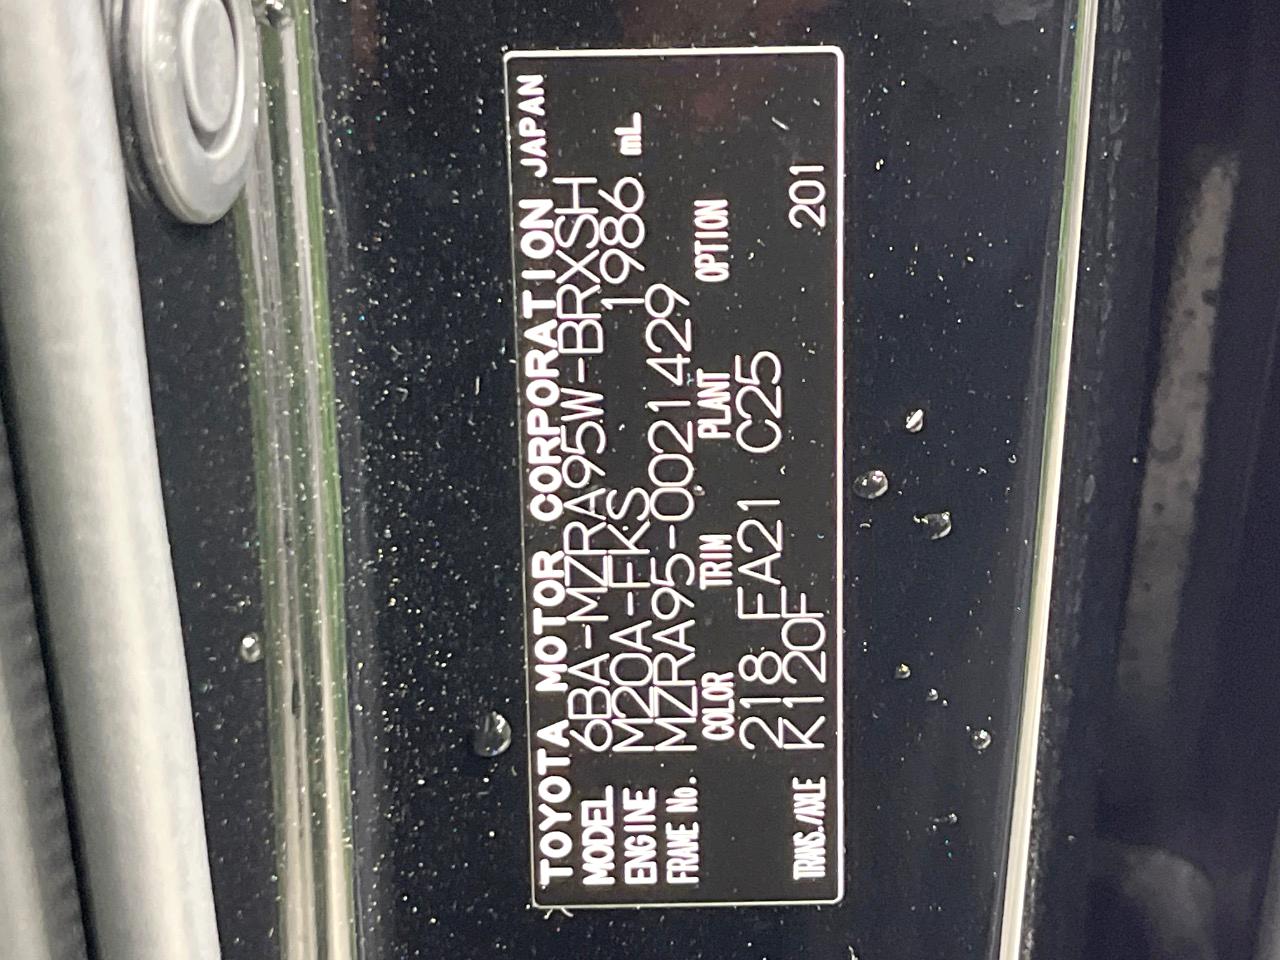 TOYOTA MOTOR CORPORATION JAPAN
MODEL 6BA-MZRA95W-BRXSH
ENGINE M20A-FKS 1986 mL
FRAME No. MZRA95-0021429
COLOR TRIM PLANT OPTION
218 FA21 C25
TRANS./AXLE K120F 201